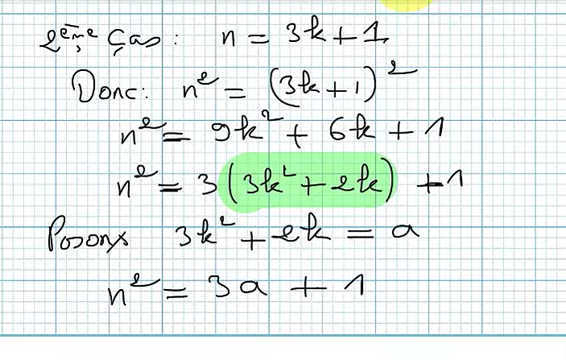 2ème Cas : n = 3k + 1
Donc : n² = (3k + 1)²
n² = 9k² + 6k + 1
n² = 3(3k² + 2k) + 1
Posons 3k² + 2k = a
n² = 3a + 1